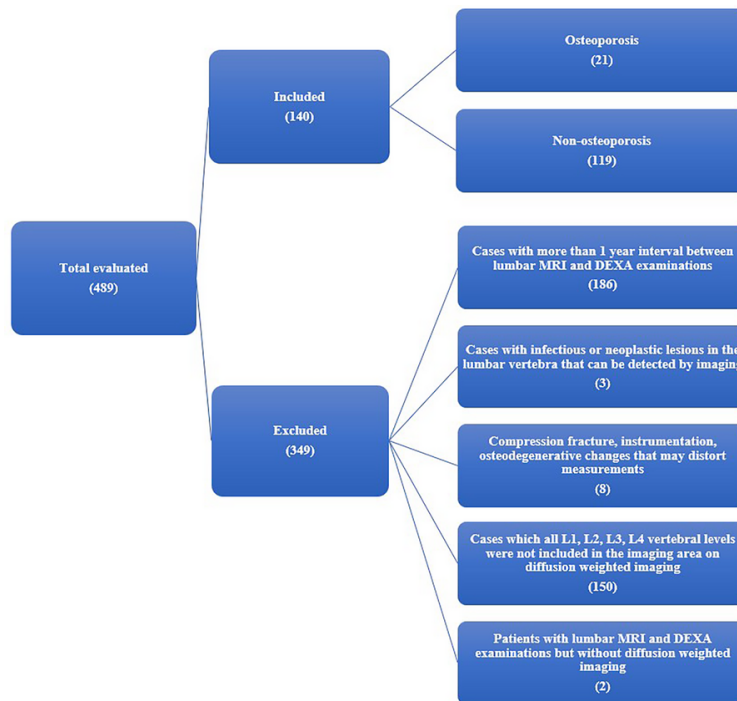 Total evaluated
(489)
Included
(140)
Osteoporosis
(21)
Non-osteoporosis
(119)
Excluded
(349)
Cases with more than 1 year interval between
lumbar MRI and DEXA examinations
(186)
Cases with infectious or neoplastic lesions in the
lumbar vertebra that can be detected by imaging
(3)
Compression fracture, instrumentation,
osteodegenerative changes that may distort
measurements
(8)
Cases which all L1, L2, L3, L4 vertebral levels
were not included in the imaging area on
diffusion weighted imaging
(150)
Patients with lumbar MRI and DEXA
examinations but without diffusion weighted
imaging
(2)